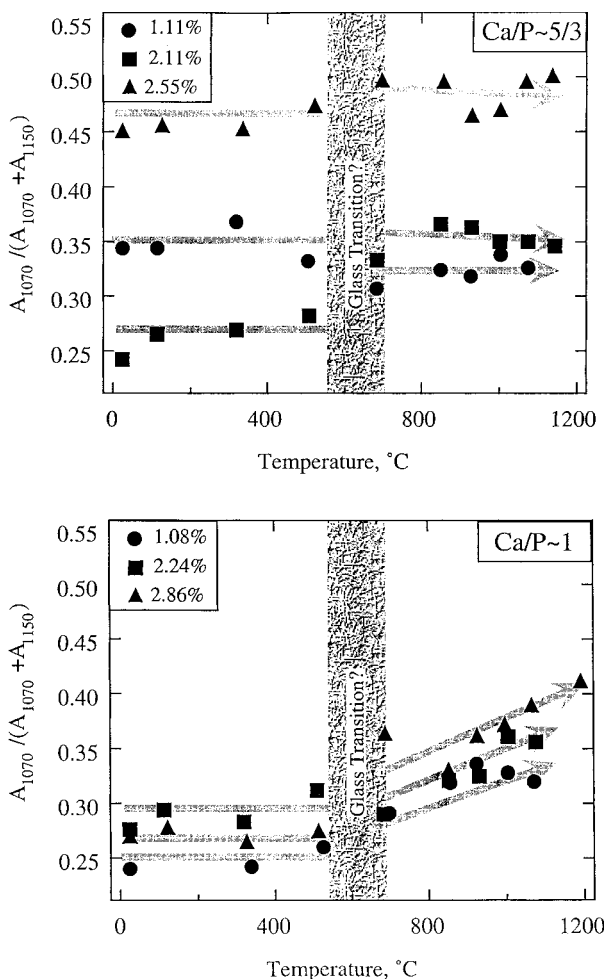 1.11%
2.11%
2.55%
Ca/P~5/3
0.55
0.50
0.45
0.40
0.35
0.30
0.25
A1070 /(A1070 +A1150)
Glass Transition?
0 400 800 1200
Temperature, °C
1.08%
2.24%
2.86%
Ca/P~1
0.55
0.50
0.45
0.40
0.35
0.30
0.25
A1070 /(A1070 +A1150)
Glass Transition?
0 400 800 1200
Temperature, °C